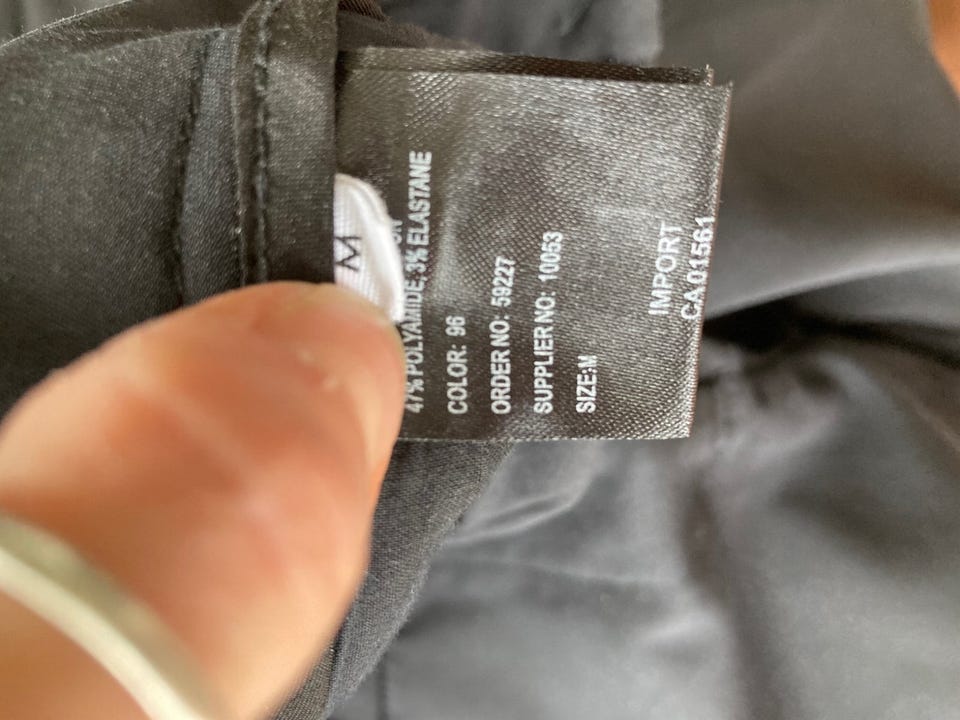 M
47% POLYAMIDE, 3% ELASTANE
COLOR: 96
ORDER NO: 59227
SUPPLIER NO: 10053
SIZE:M
IMPORT
CA 01561